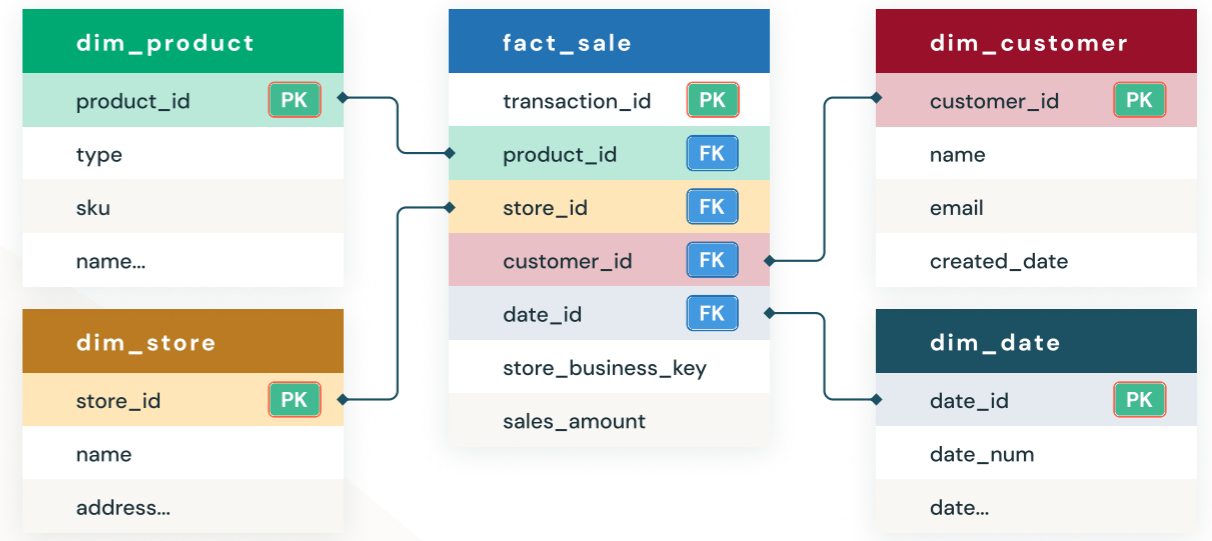 dim_product
product_id PK
type
sku
name...
dim_store
store_id PK
name
address...
fact_sale
transaction_id PK
product_id FK
store_id FK
customer_id FK
date_id FK
store_business_key
sales_amount
dim_customer
customer_id PK
name
email
created_date
dim_date
date_id PK
date_num
date...